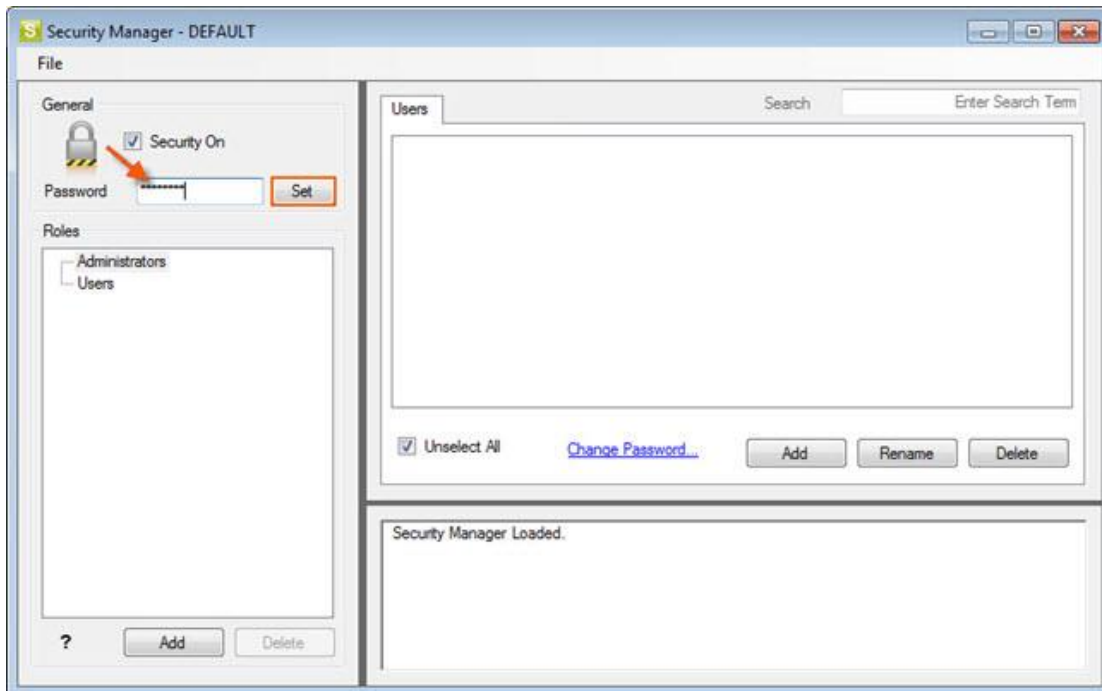 Security Manager - DEFAULT
File
General
Security On
Password ******** Set
Roles
Administrators
Users
? Add Delete
Users
Search Enter Search Term
Unselect All Change Password... Add Rename Delete
Security Manager Loaded.